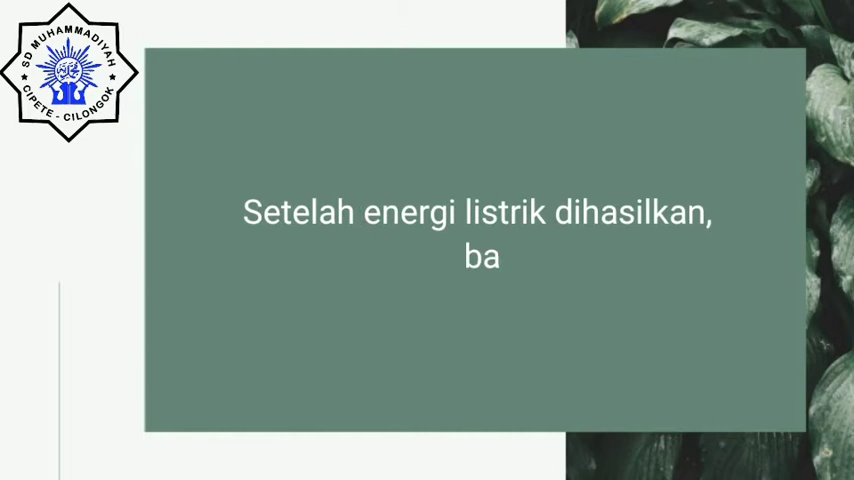 SD MUHAMMADIYAH
CIPETE - CILONGOK
Setelah energi listrik dihasilkan,
ba